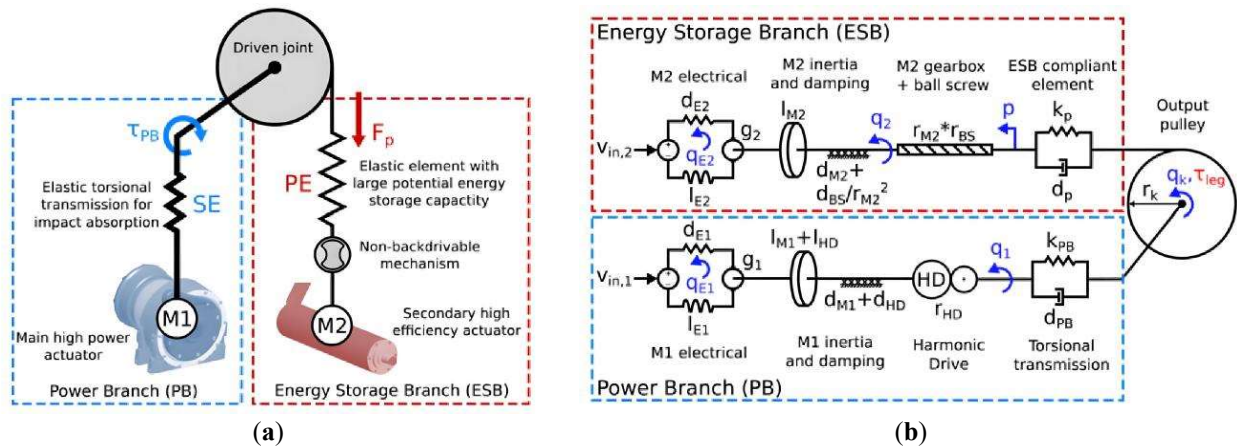 Driven joint
τPB
Fp
Elastic torsional
transmission for
impact absorption
SE
PE
Elastic element with
large potential energy
storage capactity
Non-backdrivable
mechanism
M1
M2
Main high power
actuator
Secondary high
efficiency actuator
Power Branch (PB)
Energy Storage Branch (ESB)
(a)
Energy Storage Branch (ESB)
M2 electrical
M2 inertia
and damping
M2 gearbox
+ ball screw
ESB compliant
element
Output
pulley
dE2
IM2
kp
vin,2
qE2
g2
q2
rM2*rBS
p
lE2
dM2+
dBS/rM2²
dp
rk
qk,τleg
dE1
IM1+IHD
kPB
vin,1
qE1
g1
q1
HD
lE1
dM1+dHD
rHD
dPB
M1 electrical
M1 inertia
and damping
Harmonic
Drive
Torsional
transmission
Power Branch (PB)
(b)